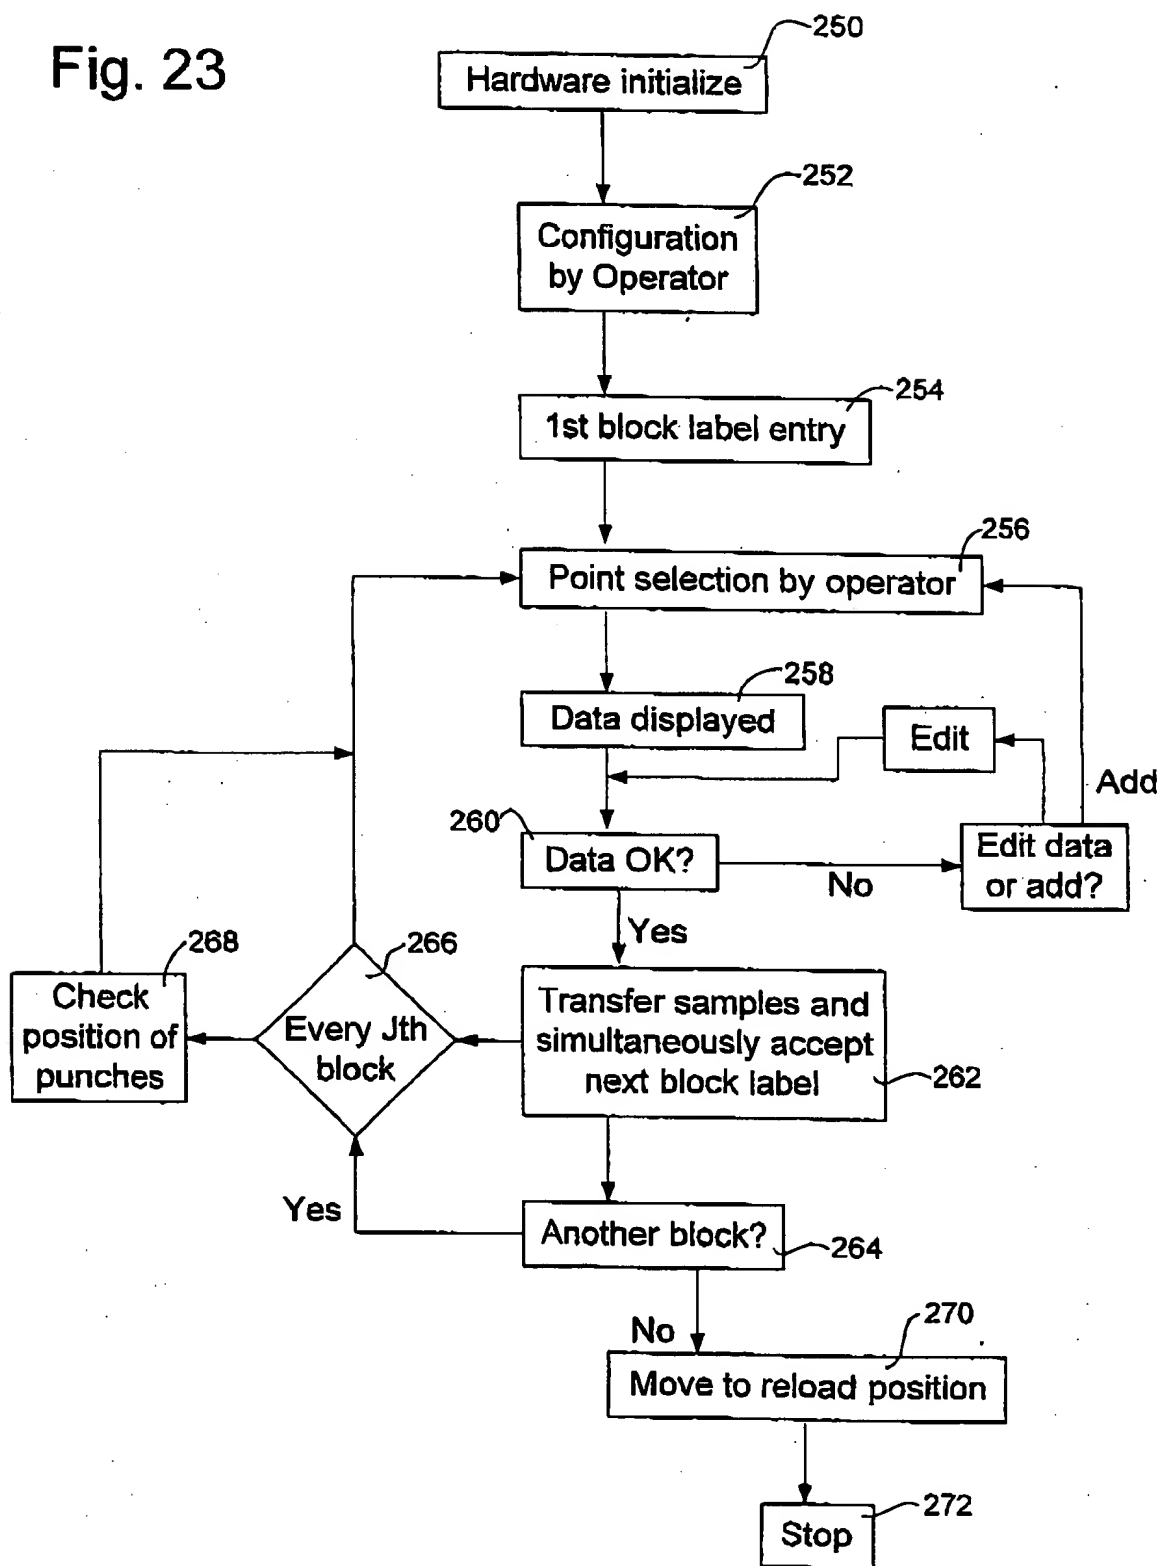 Fig. 23
250
Hardware initialize
252
Configuration
by Operator
254
1st block label entry
256
Point selection by operator
258
Data displayed
Edit
Add
260
Data OK?
No
Edit data
or add?
Yes
268
266
Check
position of
punches
Every Jth
block
Transfer samples and
simultaneously accept
next block label
262
Yes
Another block?
264
No
270
Move to reload position
272
Stop